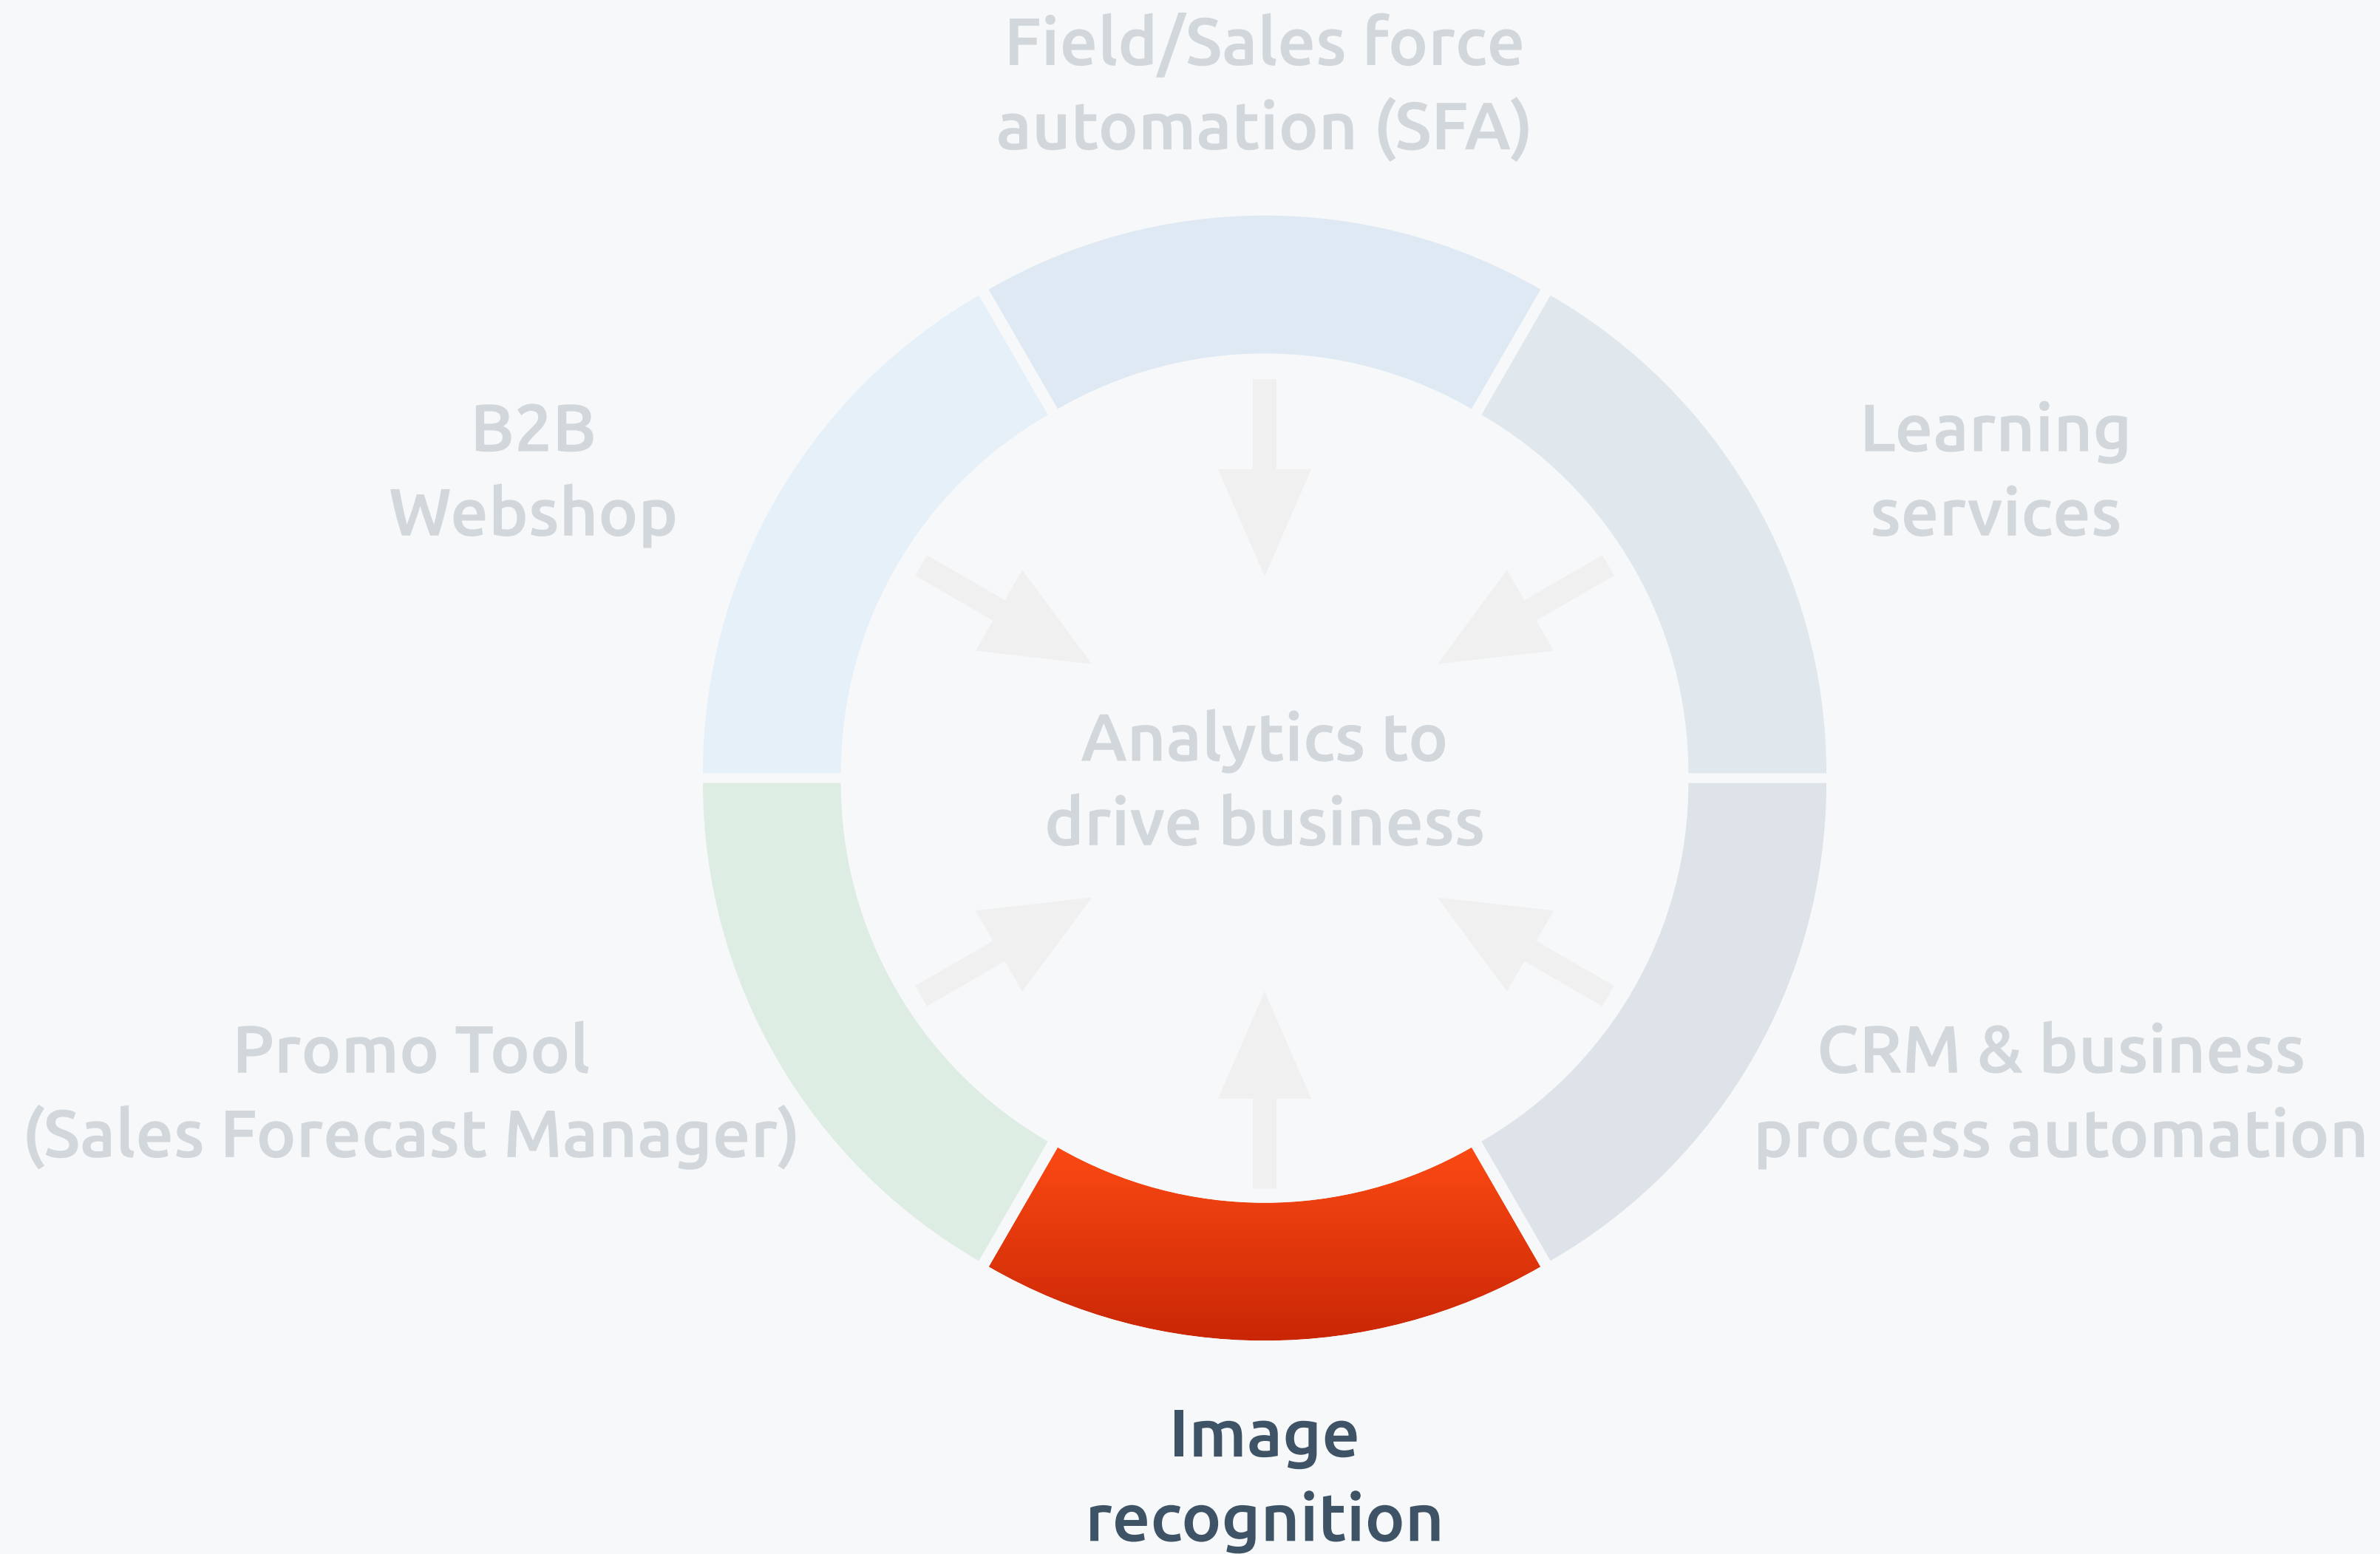 Field/Sales force
automation (SFA)
B2B
Webshop
Learning
services
Analytics to
drive business
Promo Tool
(Sales Forecast Manager)
CRM & business
process automation
Image
recognition